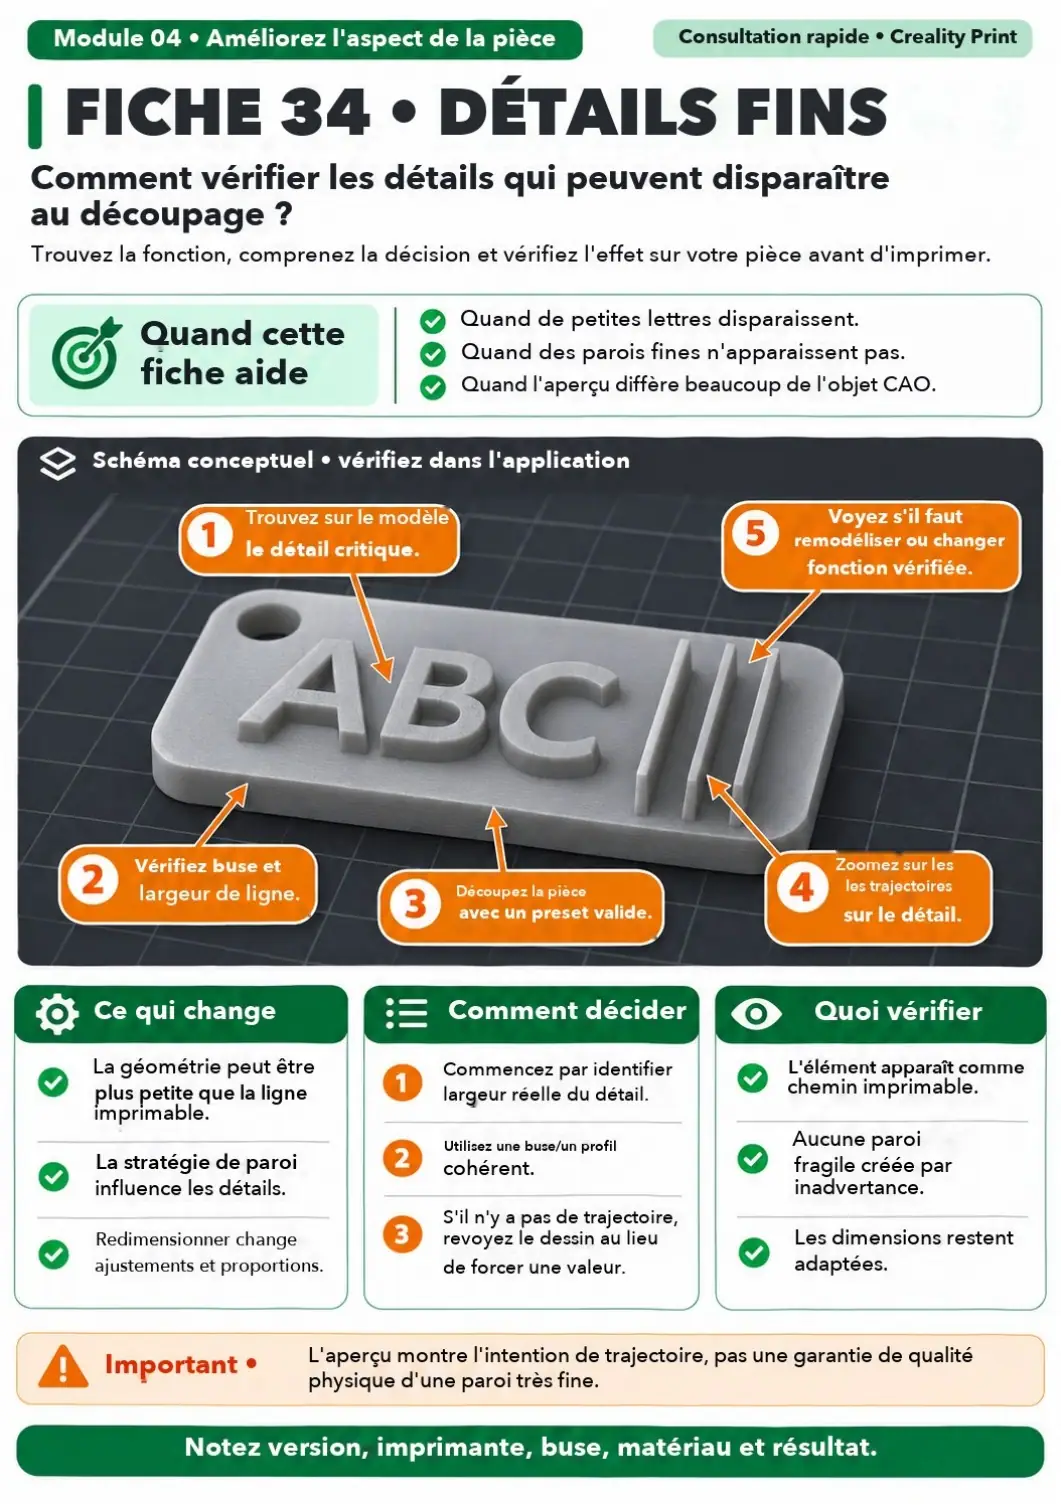 Module 04 • Améliorez l'aspect de la pièce
Consultation rapide • Creality Print
FICHE 34 • DÉTAILS FINS
Comment vérifier les détails qui peuvent disparaître
au découpage ?
Trouvez la fonction, comprenez la décision et vérifiez l'effet sur votre pièce avant d'imprimer.
Quand cette
fiche aide
Quand de petites lettres disparaissent.
Quand des parois fines n'apparaissent pas.
Quand l'aperçu diffère beaucoup de l'objet CAO.
Schéma conceptuel • vérifiez dans l'application
1
Trouvez sur le modèle
le détail critique.
5
Voyez s'il faut
remodéliser ou changer
fonction vérifiée.
ABC
2
Vérifiez buse et
largeur de ligne.
3
Découpez la pièce
avec un preset valide.
4
Zoomez sur les
les trajectoires
sur le détail.
Ce qui change
La géométrie peut être
plus petite que la ligne
imprimable.
La stratégie de paroi
influence les détails.
Redimensionner change
ajustements et proportions.
Comment décider
1
Commencez par identifier
largeur réelle du détail.
2
Utilisez une buse/un profil
cohérent.
3
S'il n'y a pas de trajectoire,
revoyez le dessin au lieu
de forcer une valeur.
Quoi vérifier
L'élément apparaît comme
chemin imprimable.
Aucune paroi
fragile créée par
inadvertance.
Les dimensions restent
adaptées.
Important •
L'aperçu montre l'intention de trajectoire, pas une garantie de qualité
physique d'une paroi très fine.
Notez version, imprimante, buse, matériau et résultat.